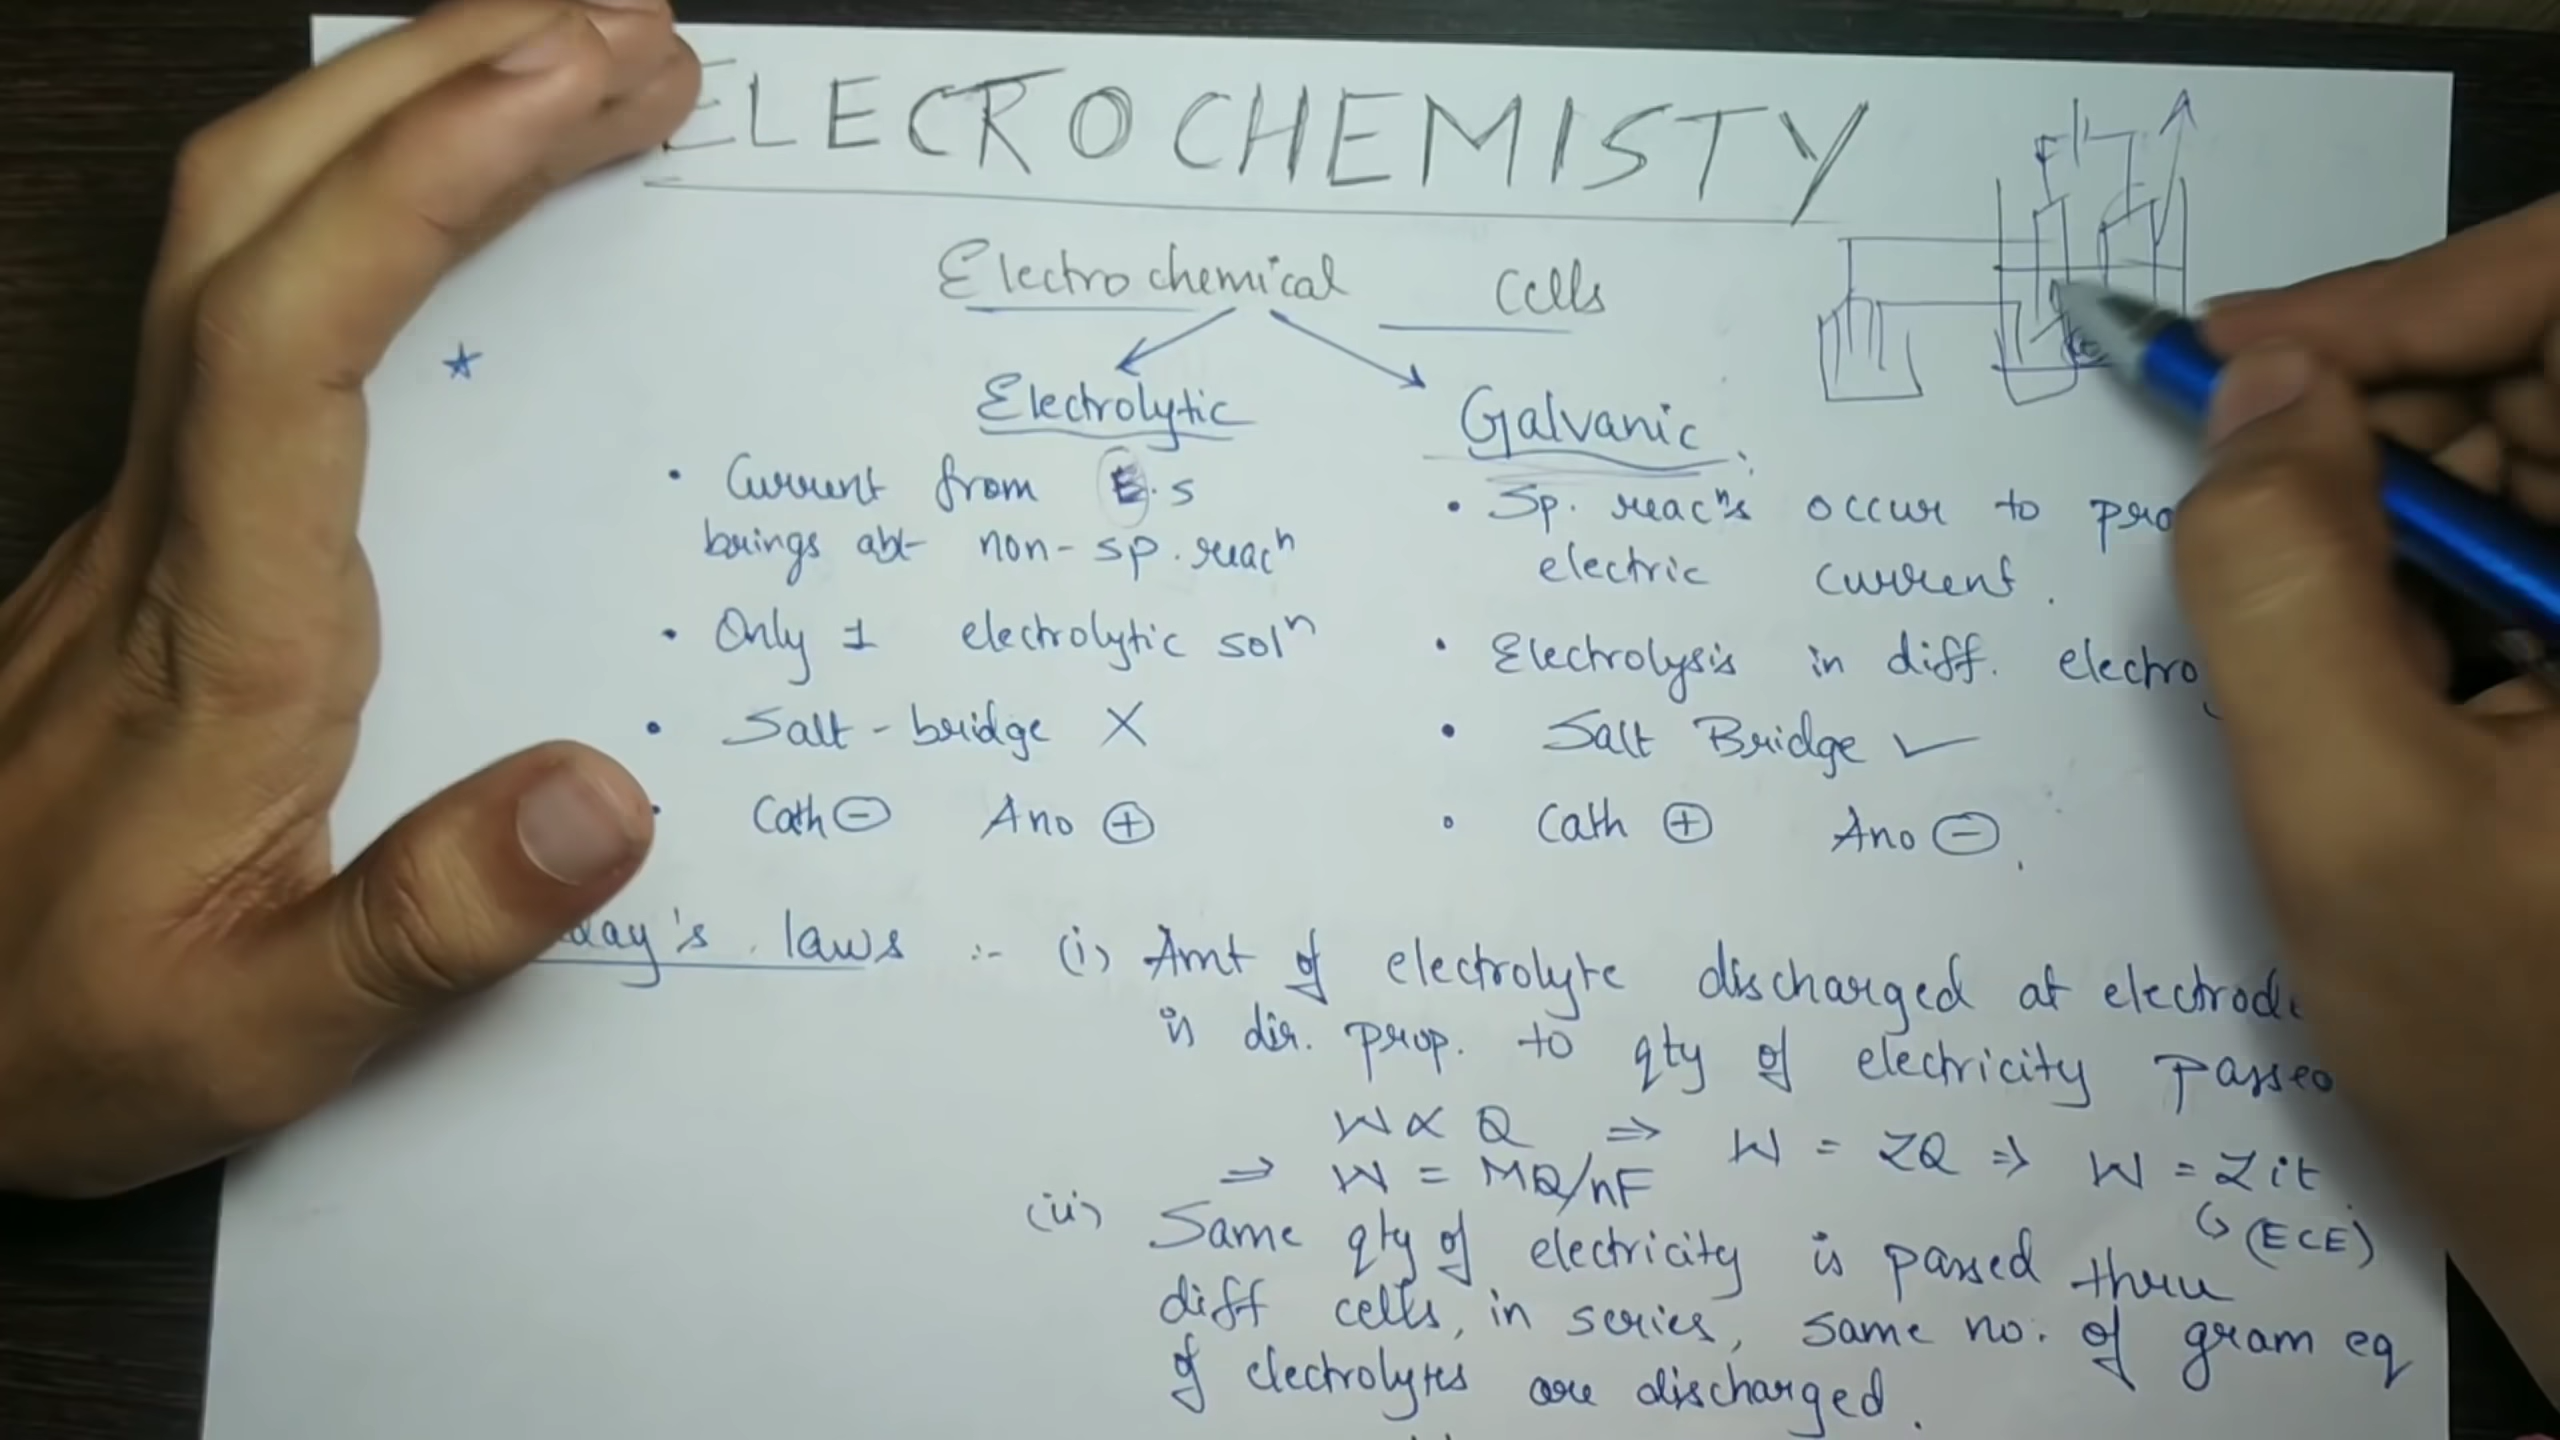 ELECROCHEMISTY
Electrochemical Cells
Electrolytic
Galvanic
• Current from E.S
brings abt non-sp. reacⁿ
• Only 1 electrolytic solⁿ
• Salt-bridge X
• Cath ⊖ Ano ⊕
• Sp. reacⁿs occur to pro
electric current.
• Electrolysis in diff. electro
• Salt Bridge ✓
• Cath ⊕ Ano ⊖.
day's laws :- (i) Amt of electrolyte discharged at electrod
is dir. prop. to qty of electricity passed
W ∝ Q ⇒ W = ZQ ⇒ W = Zit.
⇒ W = MQ/nF
↳ (ECE)
(ii) Same qty of electricity is passed thru
diff cells, in series, same no. of gram eq
of electrolytes are discharged.